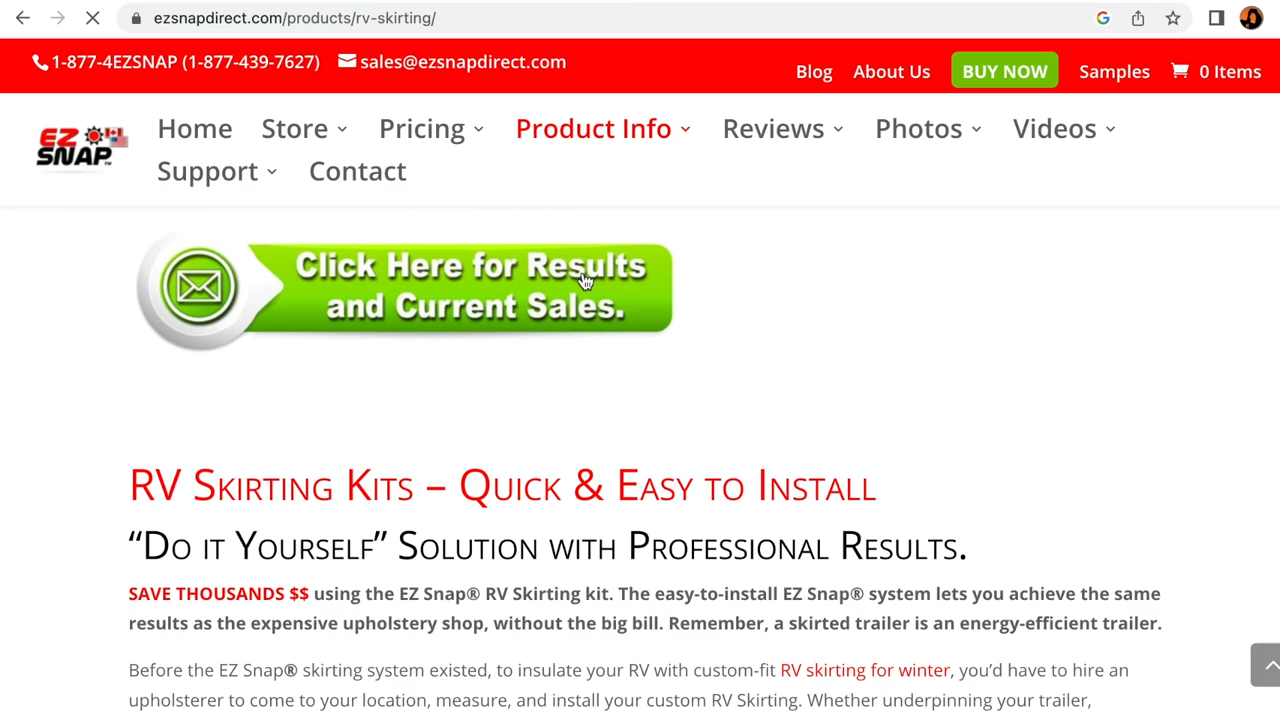 ezsnapdirect.com/products/rv-skirting/
1-877-4EZSNAP (1-877-439-7627) sales@ezsnapdirect.com
Blog About Us BUY NOW Samples 0 Items
EZ SNAP
Home Store Pricing Product Info Reviews Photos Videos
Support Contact
Click Here for Results
and Current Sales.
RV Skirting Kits – Quick & Easy to Install
“Do it Yourself” Solution with Professional Results.
SAVE THOUSANDS $$ using the EZ Snap® RV Skirting kit. The easy-to-install EZ Snap® system lets you achieve the same
results as the expensive upholstery shop, without the big bill. Remember, a skirted trailer is an energy-efficient trailer.
Before the EZ Snap® skirting system existed, to insulate your RV with custom-fit RV skirting for winter, you’d have to hire an
upholsterer to come to your location, measure, and install your custom RV Skirting. Whether underpinning your trailer,